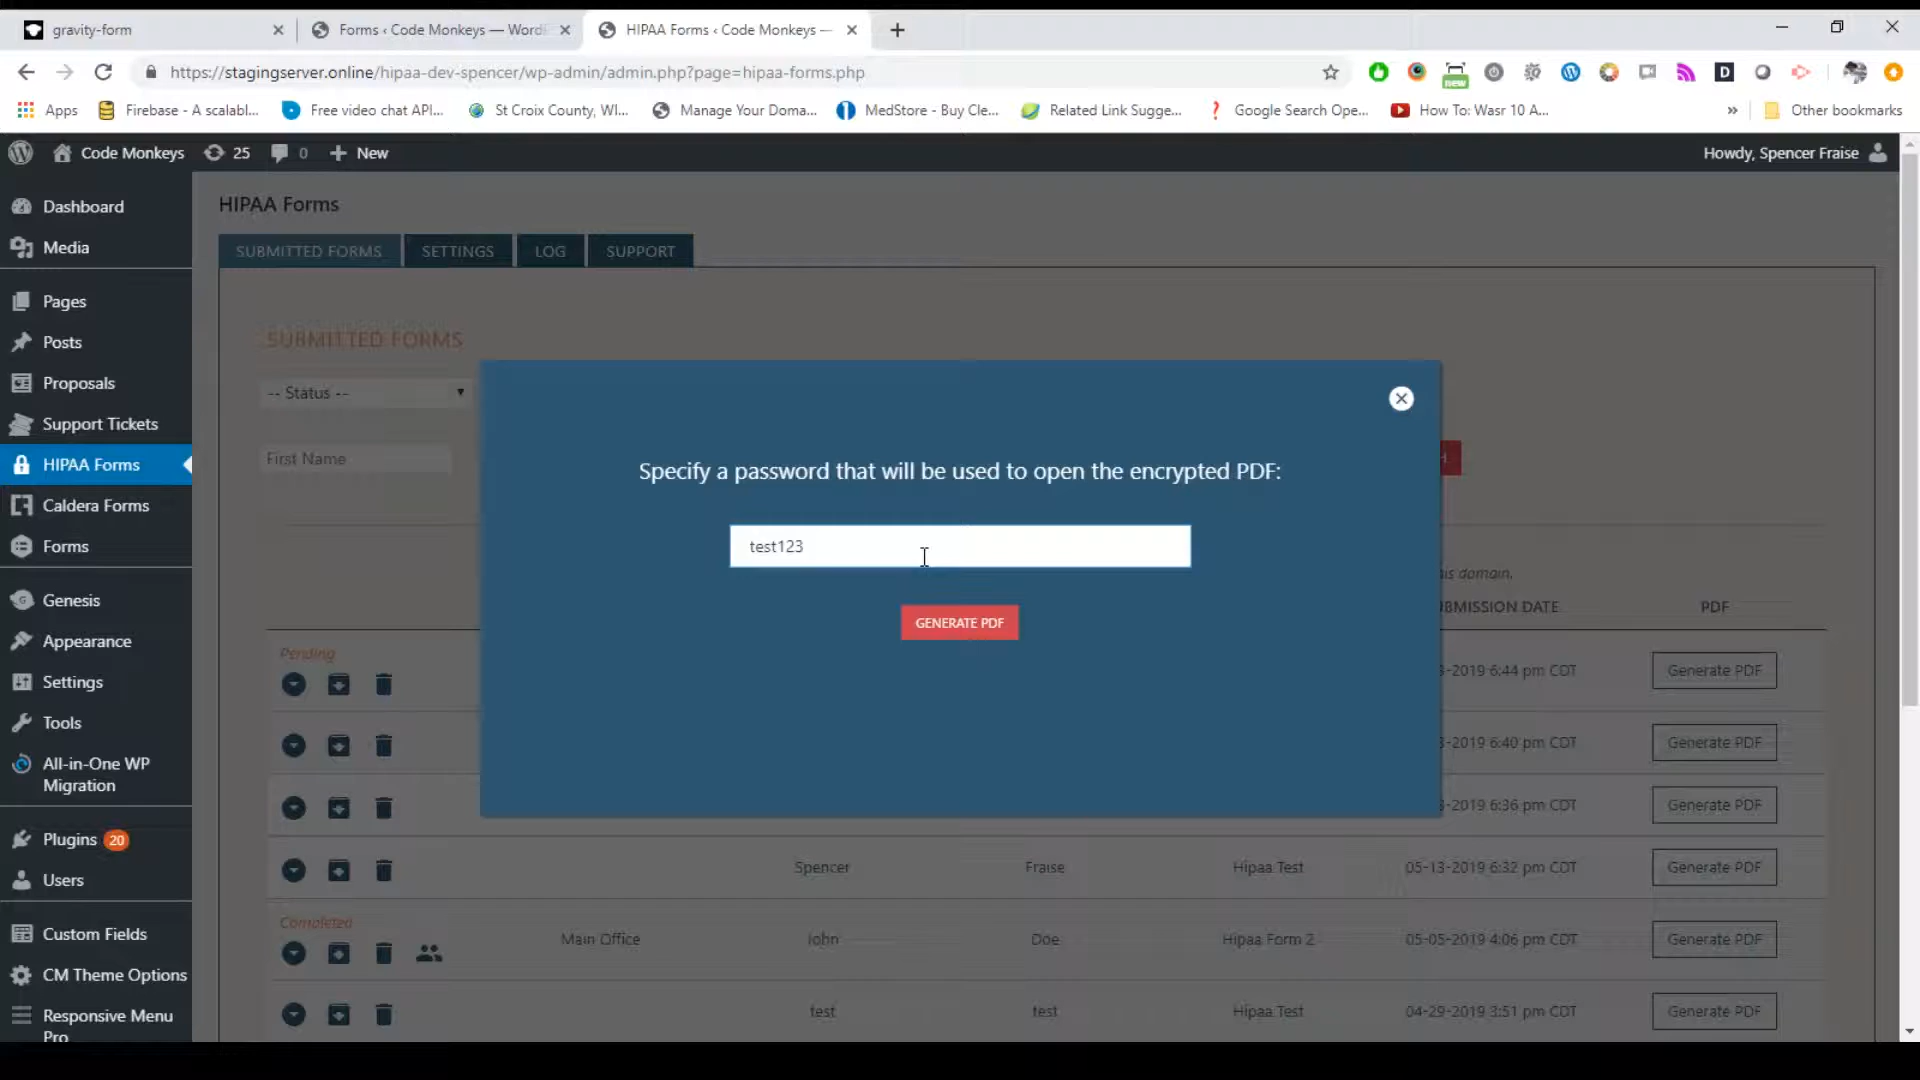 gravity-form
Forms ‹ Code Monkeys — Word
HIPAA Forms ‹ Code Monkeys —
https://stagingserver.online/hipaa-dev-spencer/wp-admin/admin.php?page=hipaa-forms.php
new
D
Apps
Firebase - A scalabl...
Free video chat API...
St Croix County, WI...
Manage Your Doma...
MedStore - Buy Cle...
Related Link Sugge...
Google Search Ope...
How To: Wasr 10 A...
»
Other bookmarks
Code Monkeys
25
0
New
Howdy, Spencer Fraise
Dashboard
Media
Pages
Posts
Proposals
Support Tickets
HIPAA Forms
Caldera Forms
Forms
Genesis
Appearance
Settings
Tools
All-in-One WP
Migration
Plugins 20
Users
Custom Fields
CM Theme Options
Responsive Menu
Pro
HIPAA Forms
SUBMITTED FORMS
SETTINGS
LOG
SUPPORT
SUBMITTED FORMS
-- Status --
First Name
Specify a password that will be used to open the encrypted PDF:
test123
GENERATE PDF
domain.
PDF
Pending
-2019 6:44 pm CDT
Generate PDF
-2019 6:40 pm CDT
Generate PDF
-2019 6:36 pm CDT
Generate PDF
Spencer
Fraise
Hipaa Test
05-13-2019 6:32 pm CDT
Generate PDF
Completed
Main Office
John
Doe
Hipaa Form 2
05-05-2019 4:06 pm CDT
Generate PDF
test
test
Hipaa Test
04-29-2019 3:51 pm CDT
Generate PDF